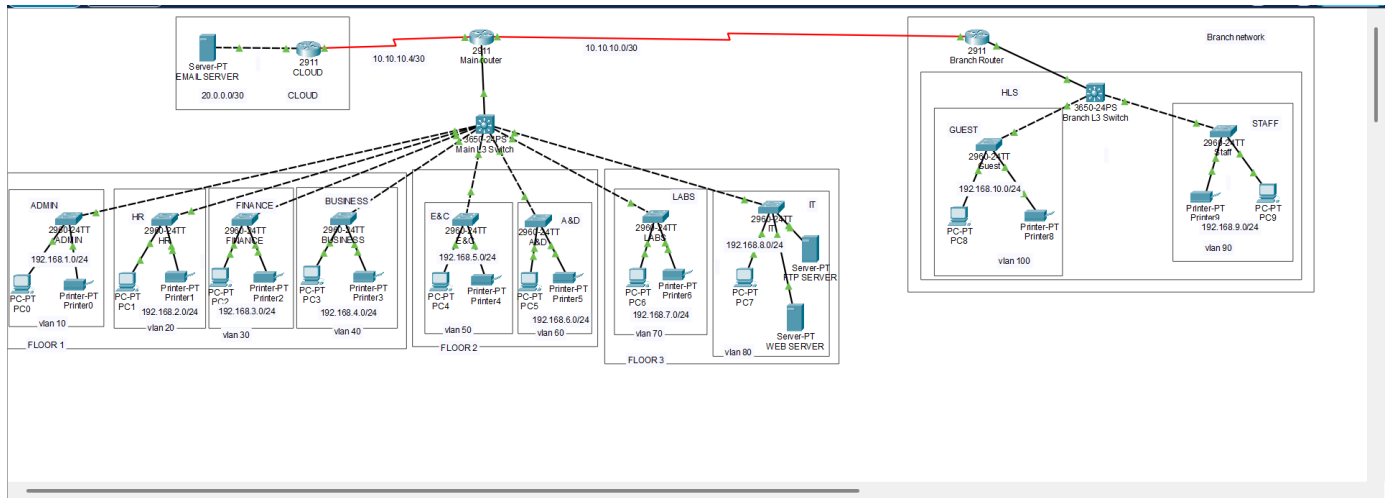 Server-PT
EMAIL SERVER
20.0.0.0/30
2911
CLOUD
CLOUD
10.10.10.4/30
2911
Main router
10.10.10.0/30
2911
Branch Router
Branch network
3650-24PS
Main L3 Switch
HLS
3650-24PS
Branch L3 Switch
GUEST
2960-24TT
Guest
192.168.10.0/24
PC-PT
PC8
Printer-PT
Printer8
vlan 100
STAFF
2960-24TT
Staff
Printer-PT
Printer9
PC-PT
PC9
192.168.9.0/24
vlan 90
ADMIN
2960-24TT
ADMIN
192.168.1.0/24
PC-PT
PC0
Printer-PT
Printer0
vlan 10
HR
2960-24TT
HR
PC-PT
PC1
Printer-PT
Printer1
192.168.2.0/24
vlan 20
FINANCE
2960-24TT
FINANCE
PC-PT
PC2
Printer-PT
Printer2
192.168.3.0/24
vlan 30
BUSINESS
2960-24TT
BUSINESS
PC-PT
PC3
Printer-PT
Printer3
192.168.4.0/24
vlan 40
FLOOR 1
E&C
2960-24TT
E&C
192.168.5.0/24
PC-PT
PC4
Printer-PT
Printer4
vlan 50
A&D
2960-24TT
A&D
PC-PT
PC5
Printer-PT
Printer5
192.168.6.0/24
vlan 60
FLOOR 2
LABS
2960-24TT
LABS
PC-PT
PC6
Printer-PT
Printer6
192.168.7.0/24
vlan 70
IT
2960-24TT
IT
192.168.8.0/24
PC-PT
PC7
Server-PT
FTP SERVER
Server-PT
WEB SERVER
vlan 80
FLOOR 3